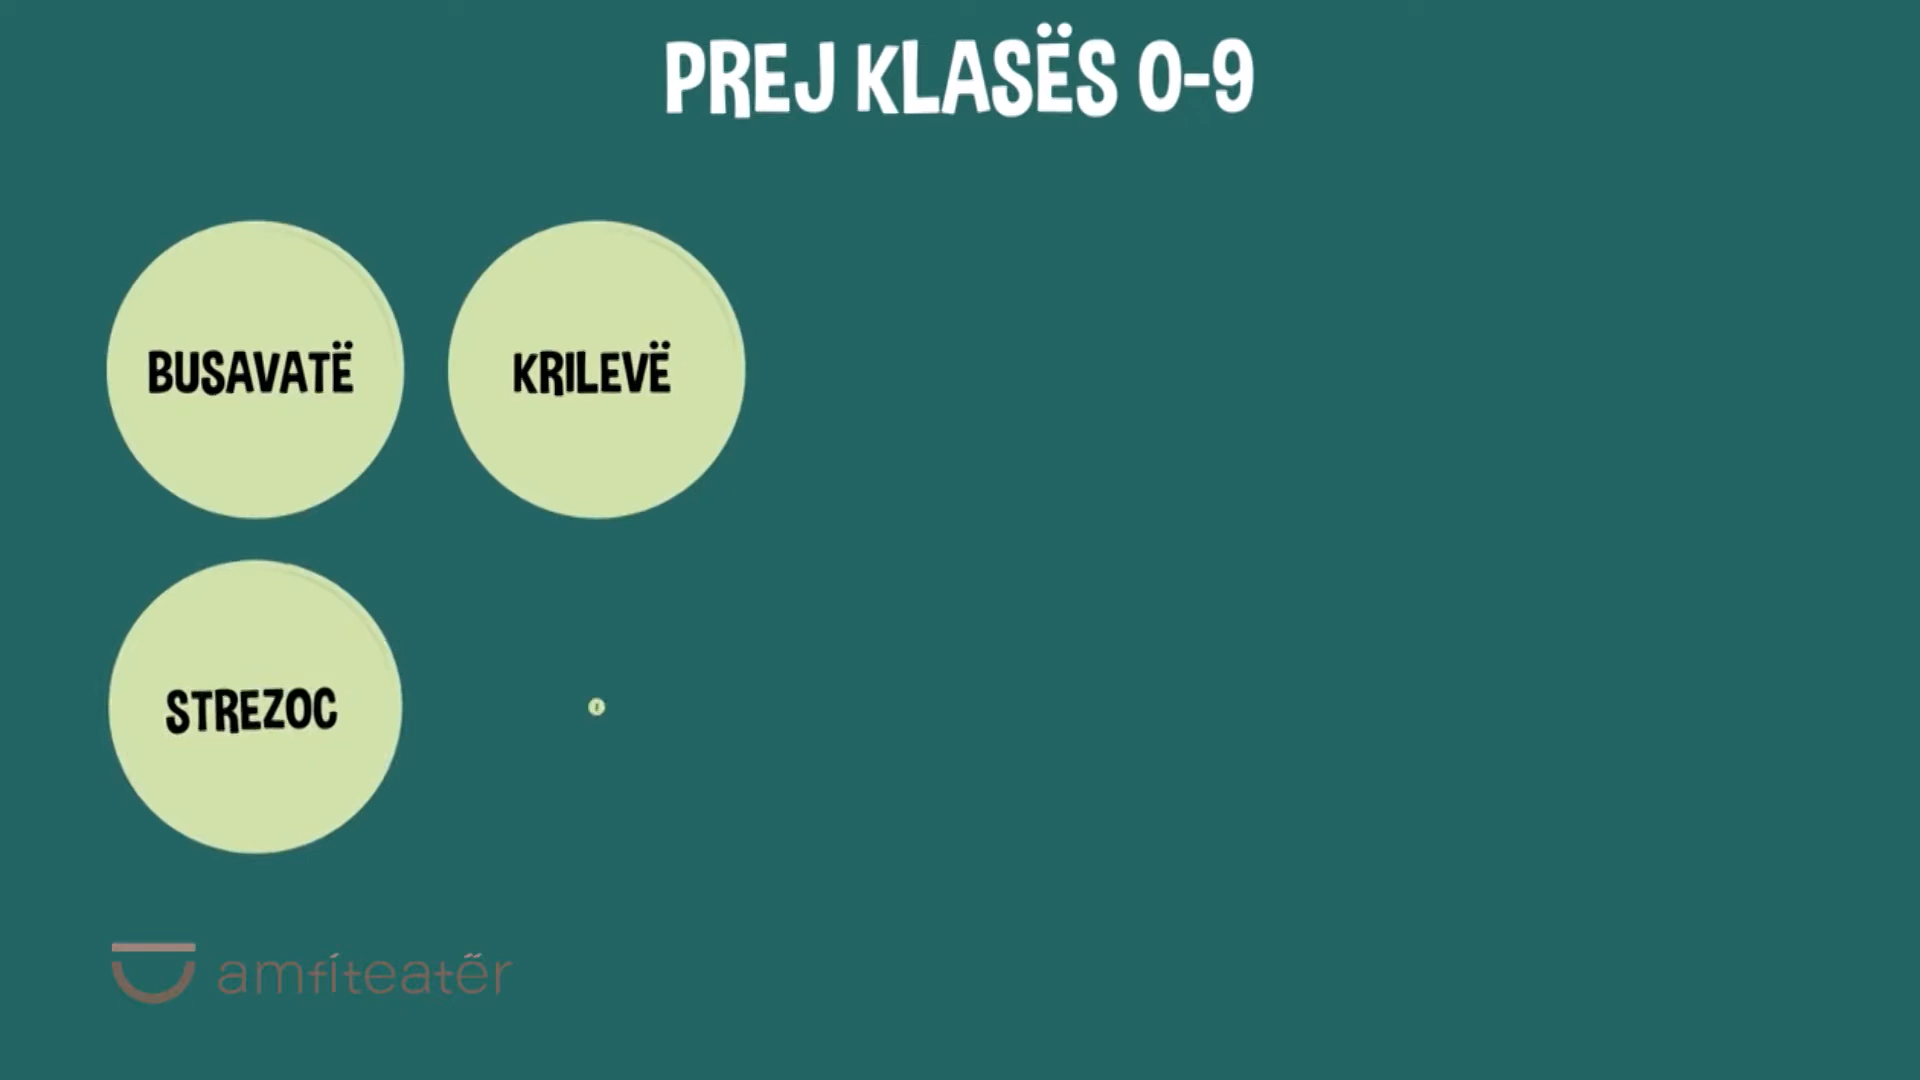 PREJ KLASËS 0-9
BUSAVATË
KRILEVË
STREZOC
amfiteatër